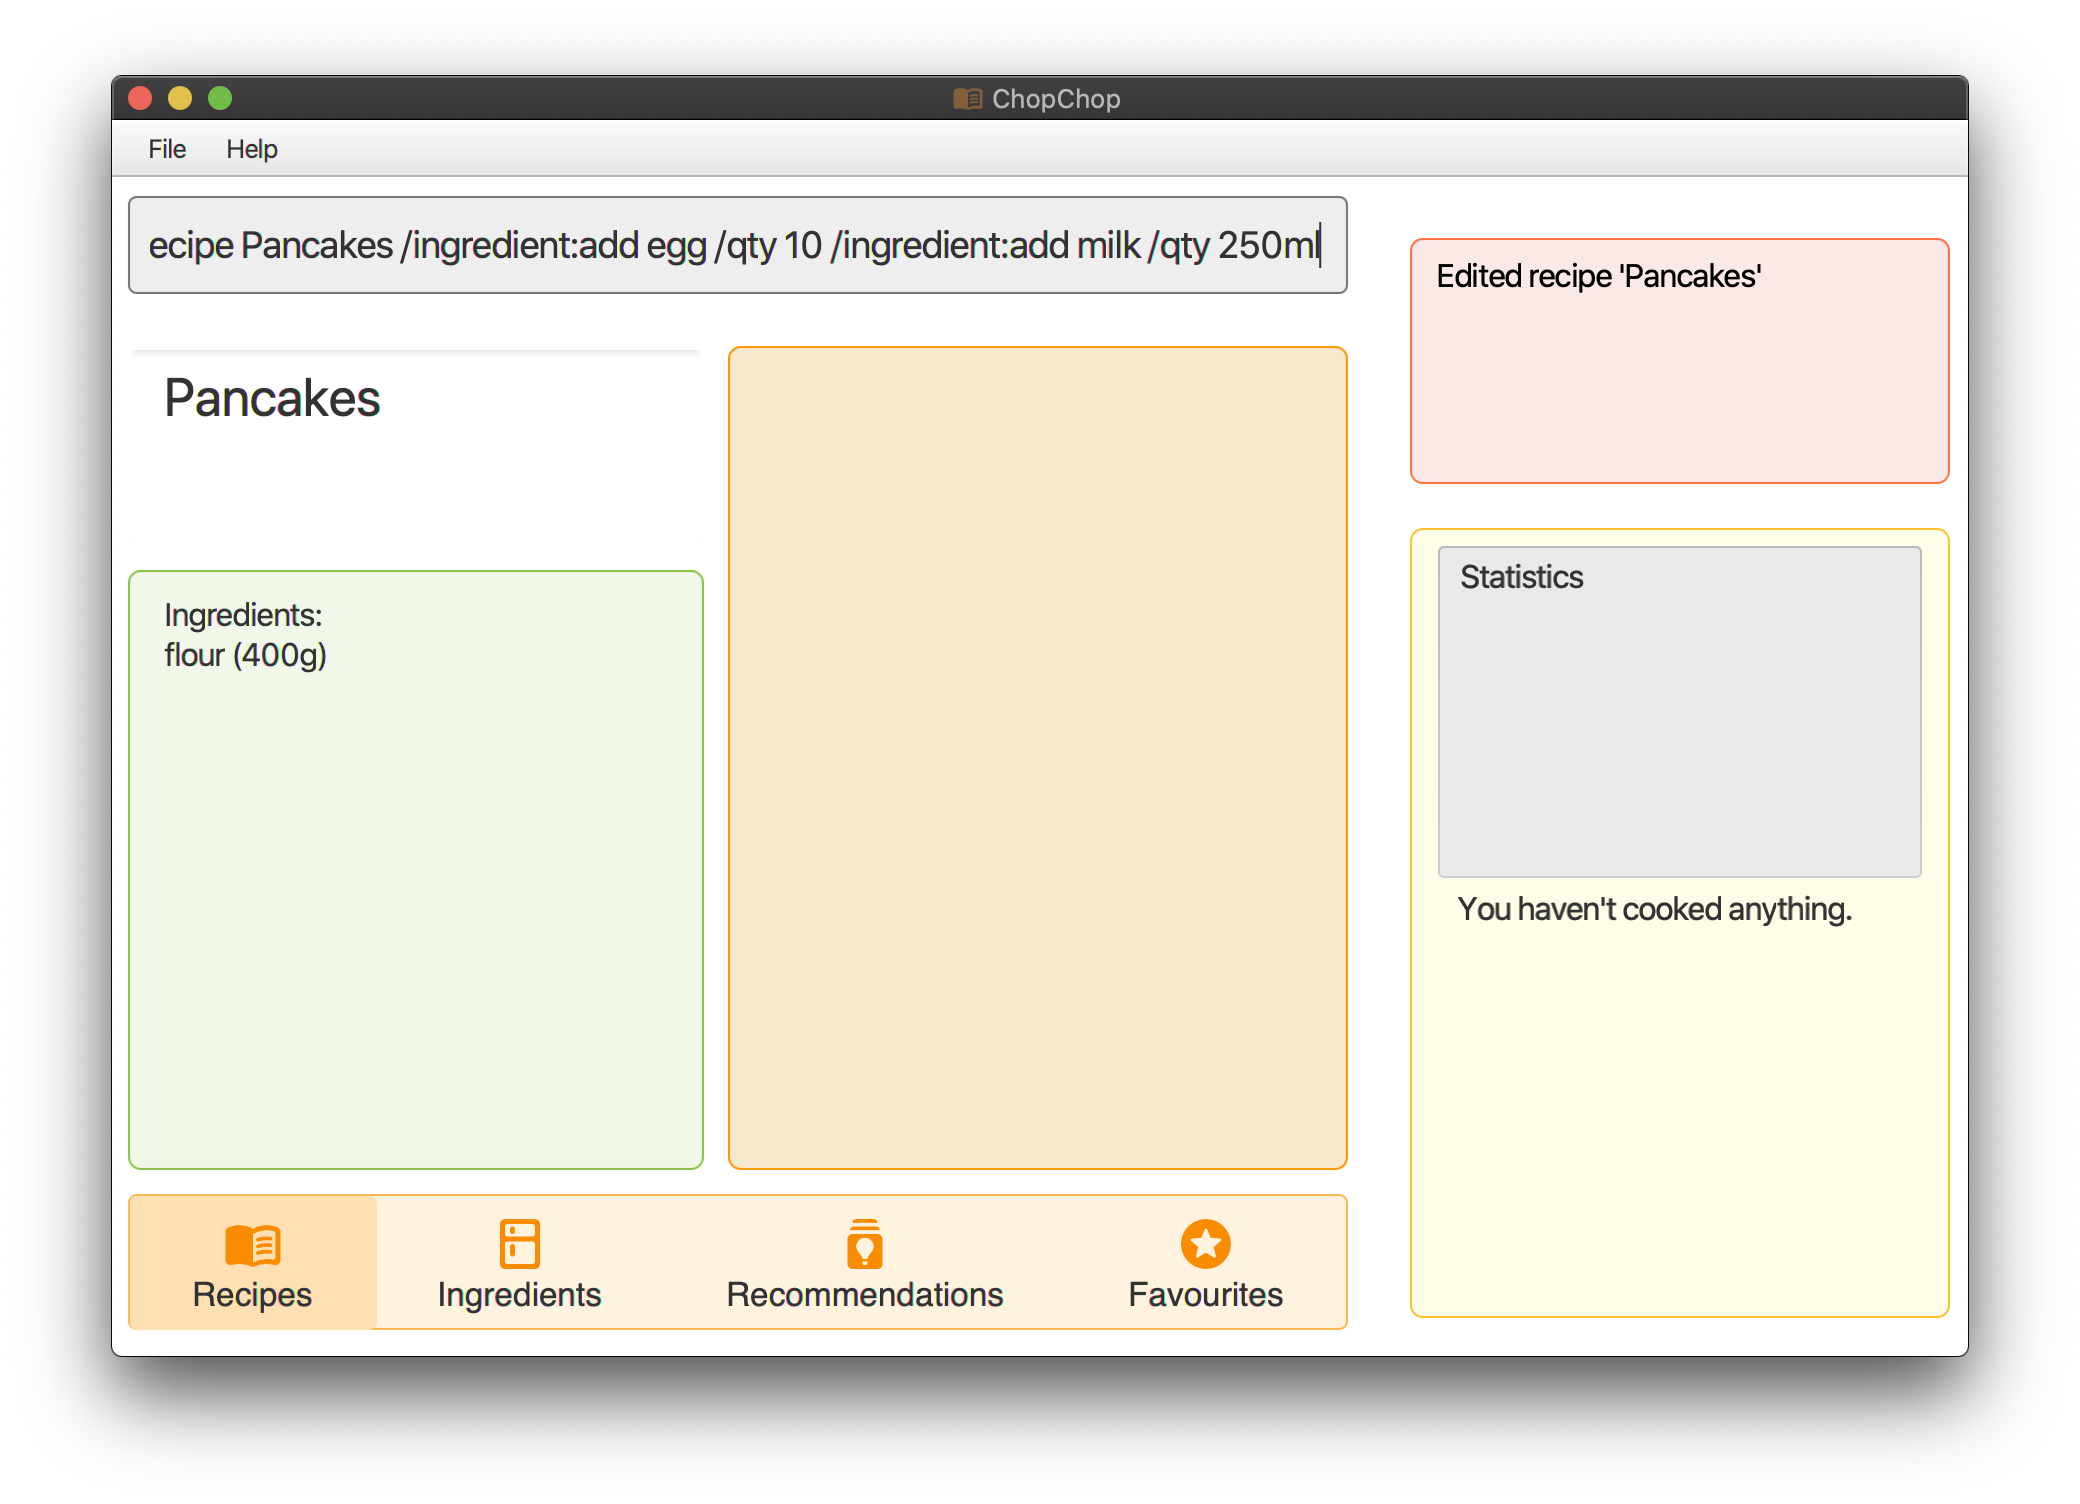 ChopChop
File Help
ecipe Pancakes /ingredient:add egg /qty 10 /ingredient:add milk /qty 250ml
Edited recipe 'Pancakes'
Pancakes
Ingredients:
flour (400g)
Statistics
You haven't cooked anything.
Recipes Ingredients Recommendations Favourites